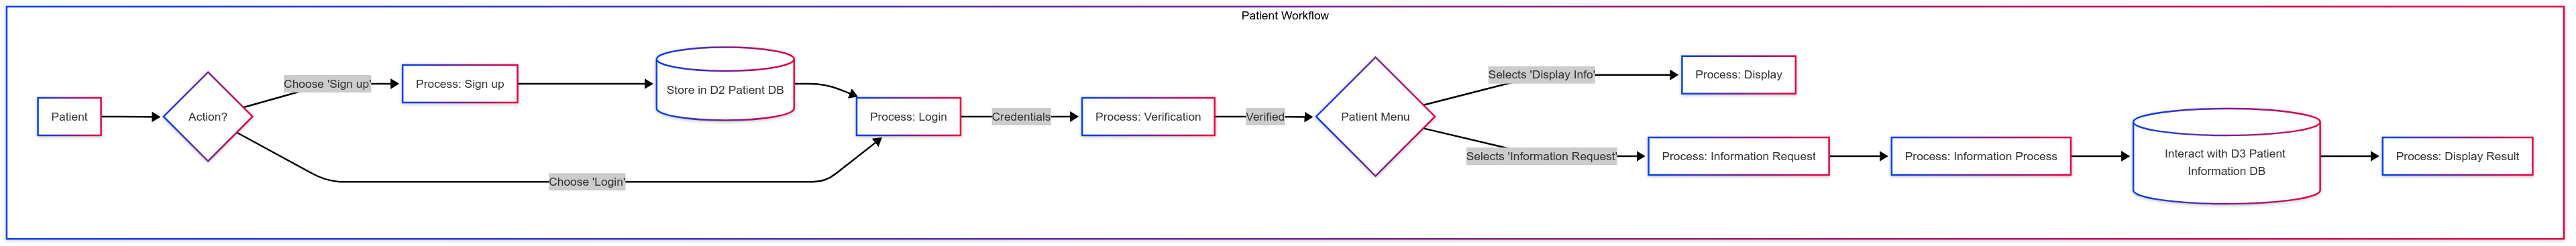 Patient Workflow
Patient
Action?
Choose 'Sign up'
Process: Sign up
Store in D2 Patient DB
Choose 'Login'
Process: Login
Credentials
Process: Verification
Verified
Patient Menu
Selects 'Display Info'
Process: Display
Selects 'Information Request'
Process: Information Request
Process: Information Process
Interact with D3 Patient
Information DB
Process: Display Result